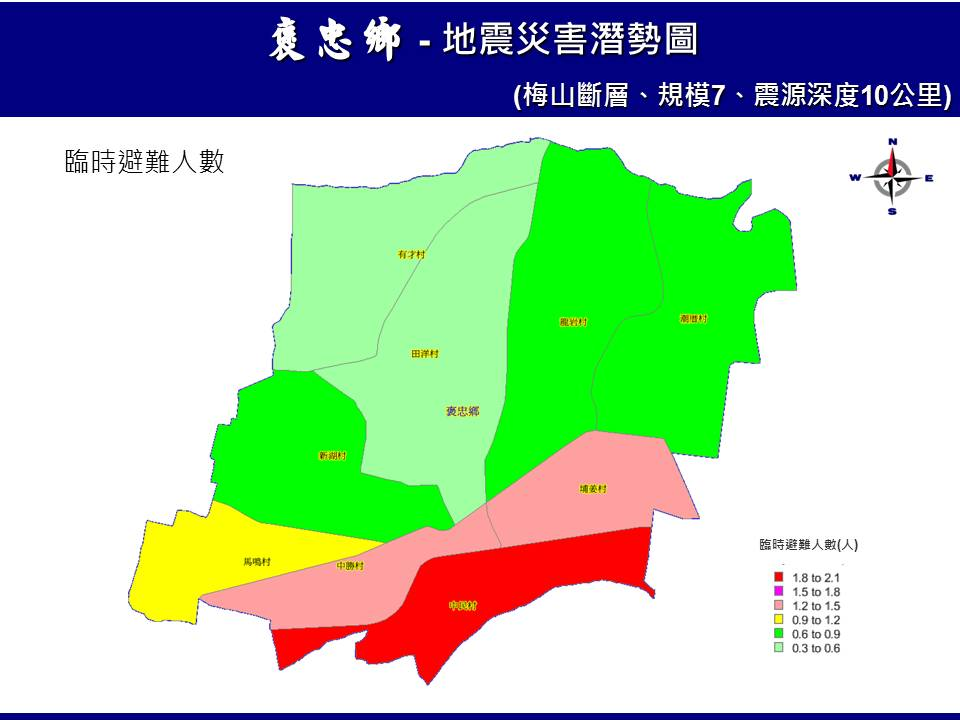 褒忠鄉 - 地震災害潛勢圖
(梅山斷層、規模7、震源深度10公里)
臨時避難人數
N
W E
S
有才村
龍岩村
潮厝村
田洋村
褒忠鄉
新湖村
埔姜村
馬鳴村
中勝村
中民村
臨時避難人數(人)
1.8 to 2.1
1.5 to 1.8
1.2 to 1.5
0.9 to 1.2
0.6 to 0.9
0.3 to 0.6